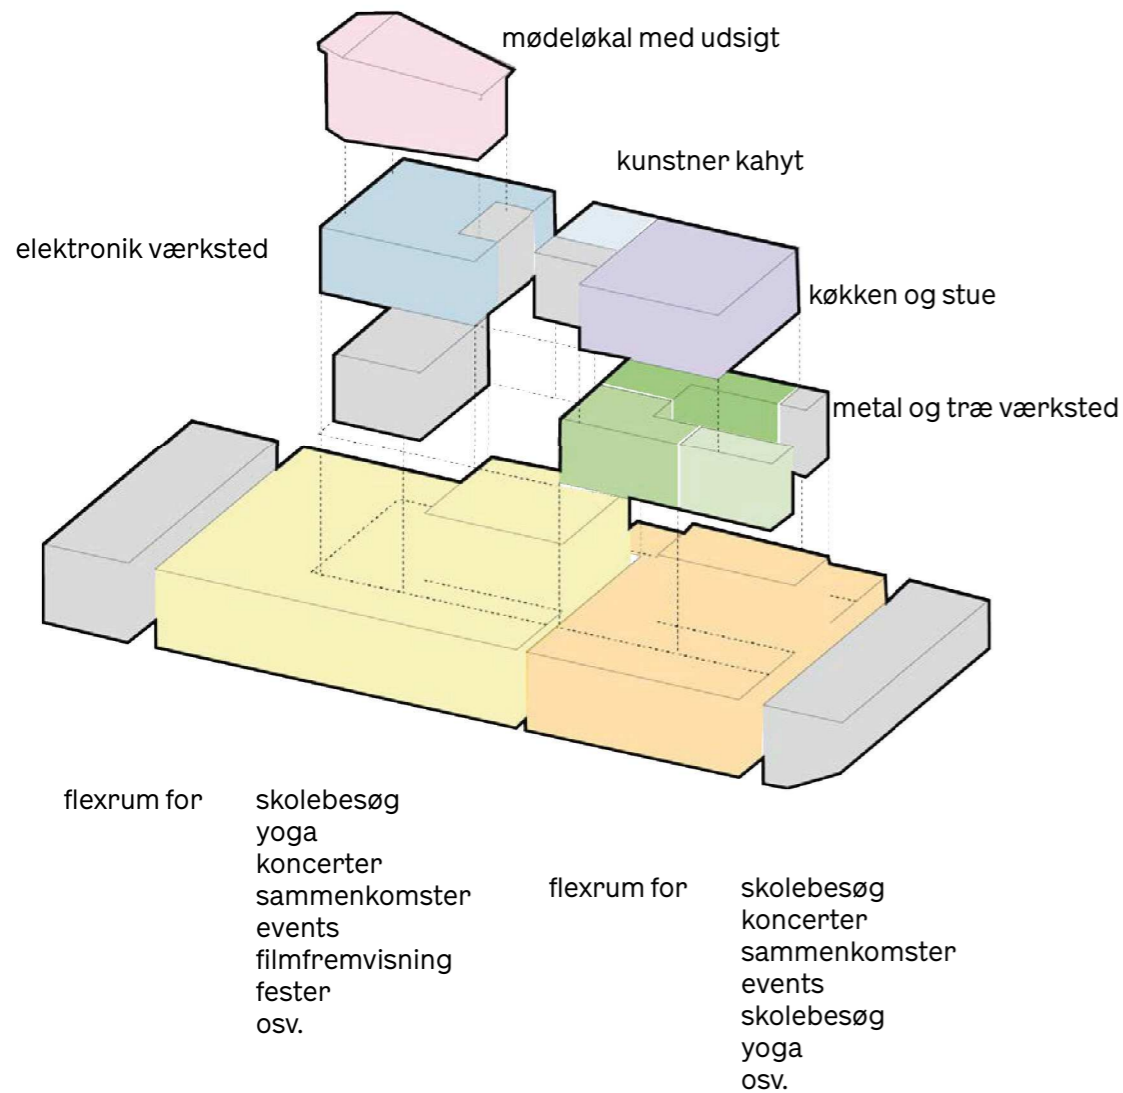 mødeløkal med udsigt
kunstner kahyt
elektronik værksted
køkken og stue
metal og træ værksted
flexrum for
skolebesøg
yoga
koncerter
sammenkomster
events
filmfremvisning
fester
osv.
flexrum for
skolebesøg
koncerter
sammenkomster
events
skolebesøg
yoga
osv.